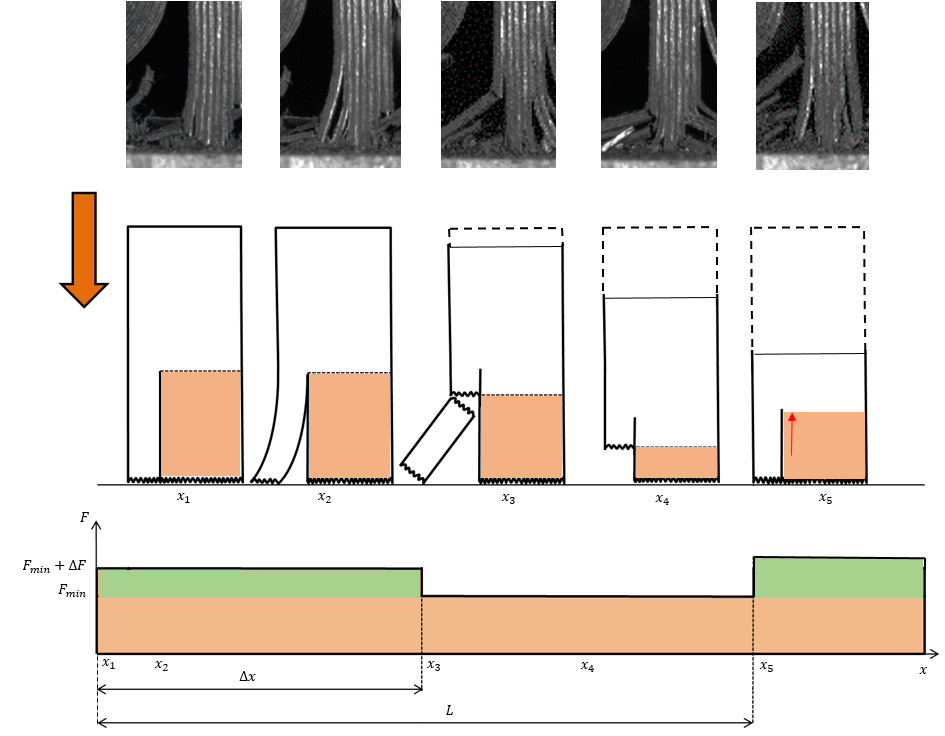 x₁ x₂ x₃ x₄ x₅
F
Fₘᵢₙ + ΔF
Fₘᵢₙ
x₁ x₂ x₃ x₄ x₅ x
Δx
L